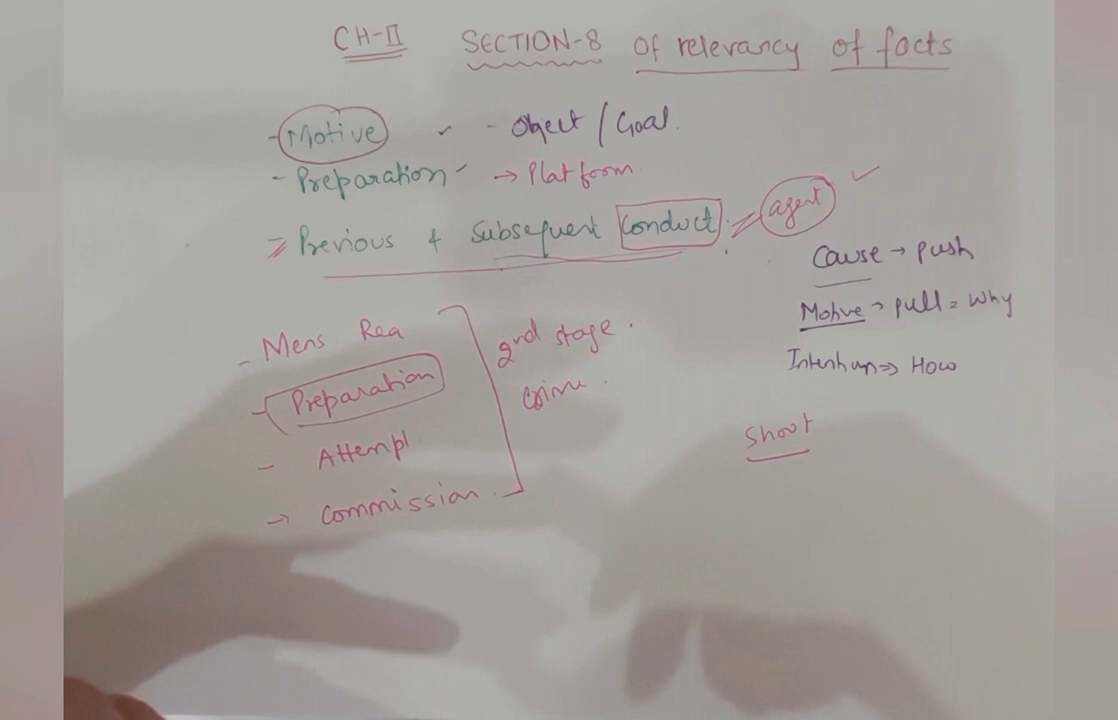 CH-II SECTION-8 Of relevancy of facts
- Motive ✓ - Object / Goal.
- Preparation → Platform
Previous & Subsequent Conduct. agent ✓
Cause → push
Motive → pull = Why
Intention ⇒ How
- Mens Rea
- Preparation
- Attempt
→ Commission.
2nd stage.
Crime.
Shoot